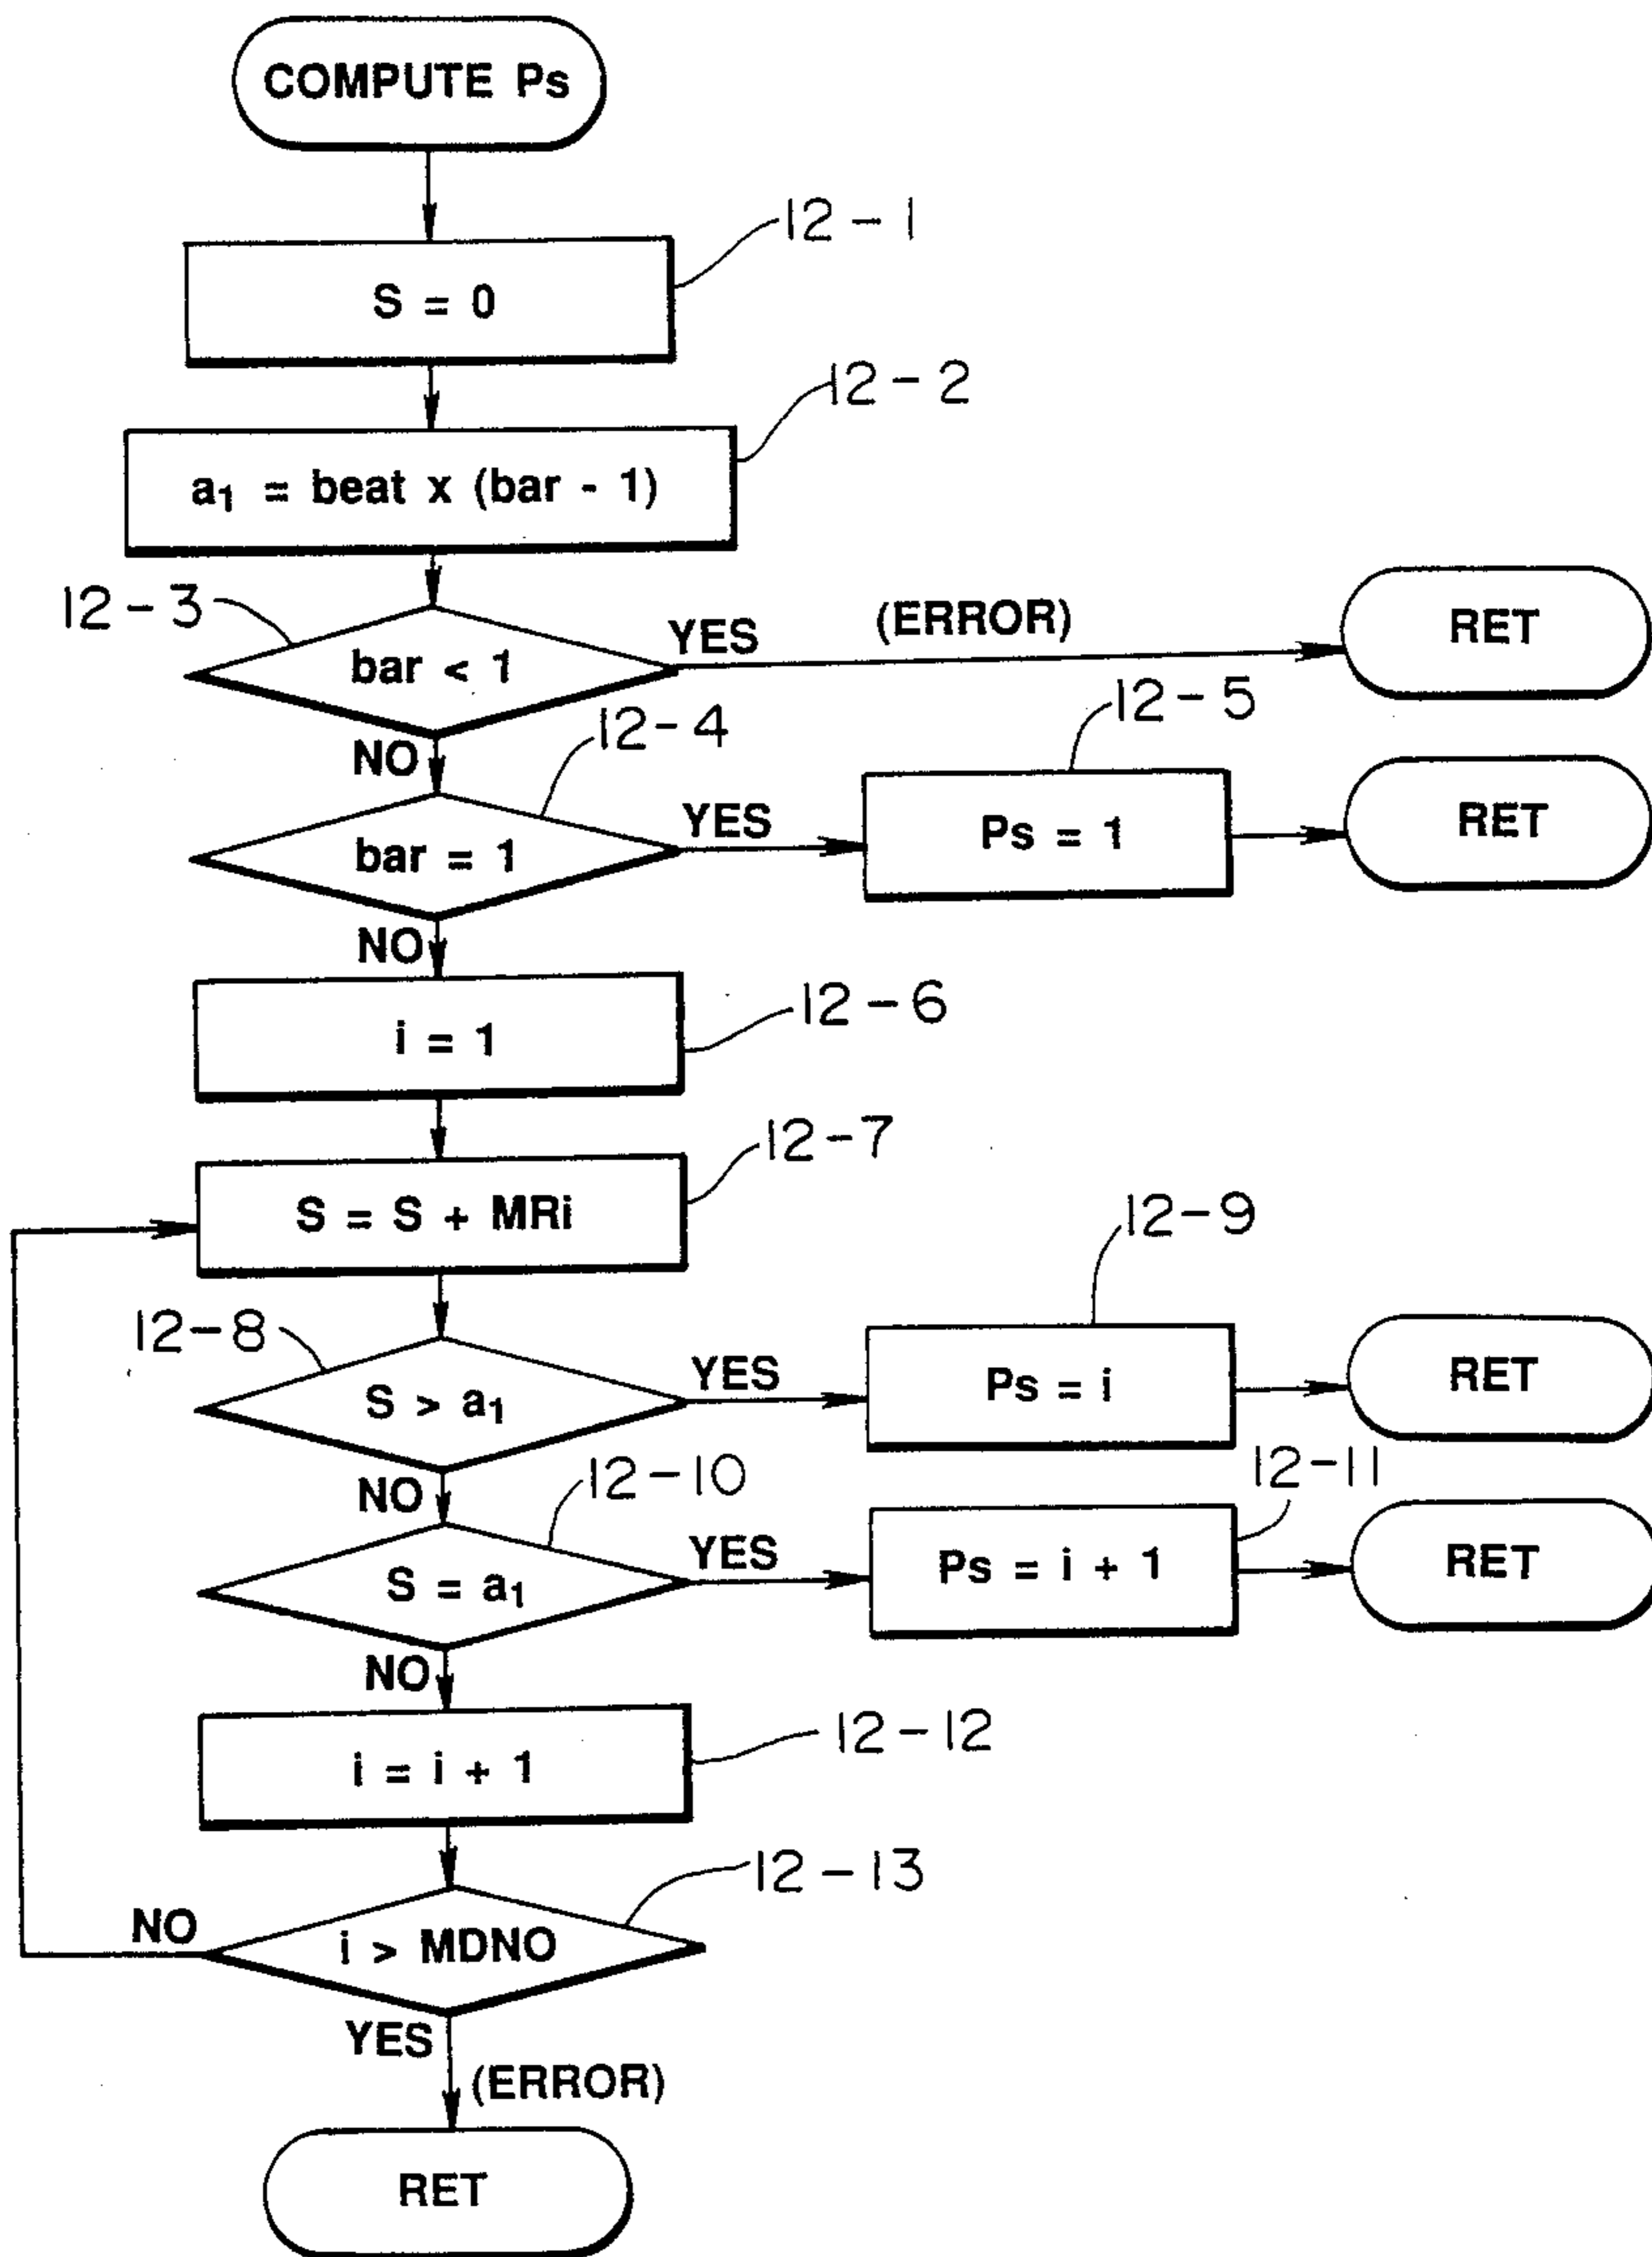 COMPUTE Ps
12-1
S = 0
12-2
a₁ = beat x (bar - 1)
12-3
bar < 1
YES
(ERROR)
RET
NO
12-4
bar = 1
YES
12-5
Ps = 1
RET
NO
12-6
i = 1
12-7
S = S + MRi
12-8
S > a₁
YES
12-9
Ps = i
RET
NO
12-10
S = a₁
YES
12-11
Ps = i + 1
RET
NO
12-12
i = i + 1
12-13
i > MDNO
NO
YES
(ERROR)
RET